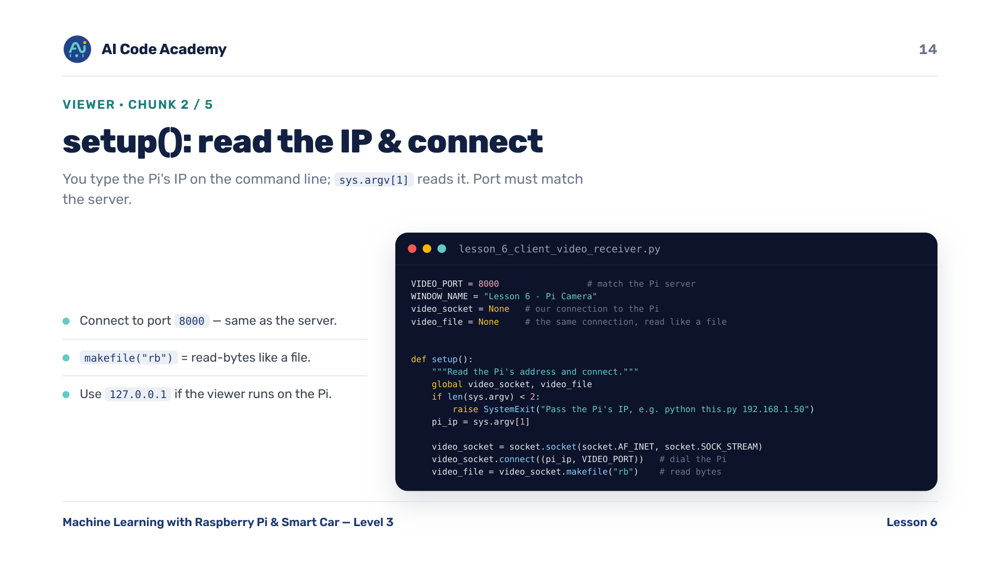 AI Code Academy
14
VIEWER • CHUNK 2 / 5
setup(): read the IP & connect
You type the Pi's IP on the command line; sys.argv[1] reads it. Port must match
the server.
Connect to port 8000 — same as the server.
makefile("rb") = read-bytes like a file.
Use 127.0.0.1 if the viewer runs on the Pi.
lesson_6_client_video_receiver.py
VIDEO_PORT = 8000                 # match the Pi server
WINDOW_NAME = "Lesson 6 - Pi Camera"
video_socket = None   # our connection to the Pi
video_file = None     # the same connection, read like a file
def setup():
    """Read the Pi's address and connect."""
    global video_socket, video_file
    if len(sys.argv) < 2:
        raise SystemExit("Pass the Pi's IP, e.g. python this.py 192.168.1.50")
    pi_ip = sys.argv[1]
    video_socket = socket.socket(socket.AF_INET, socket.SOCK_STREAM)
    video_socket.connect((pi_ip, VIDEO_PORT))   # dial the Pi
    video_file = video_socket.makefile("rb")    # read bytes
Machine Learning with Raspberry Pi & Smart Car — Level 3
Lesson 6